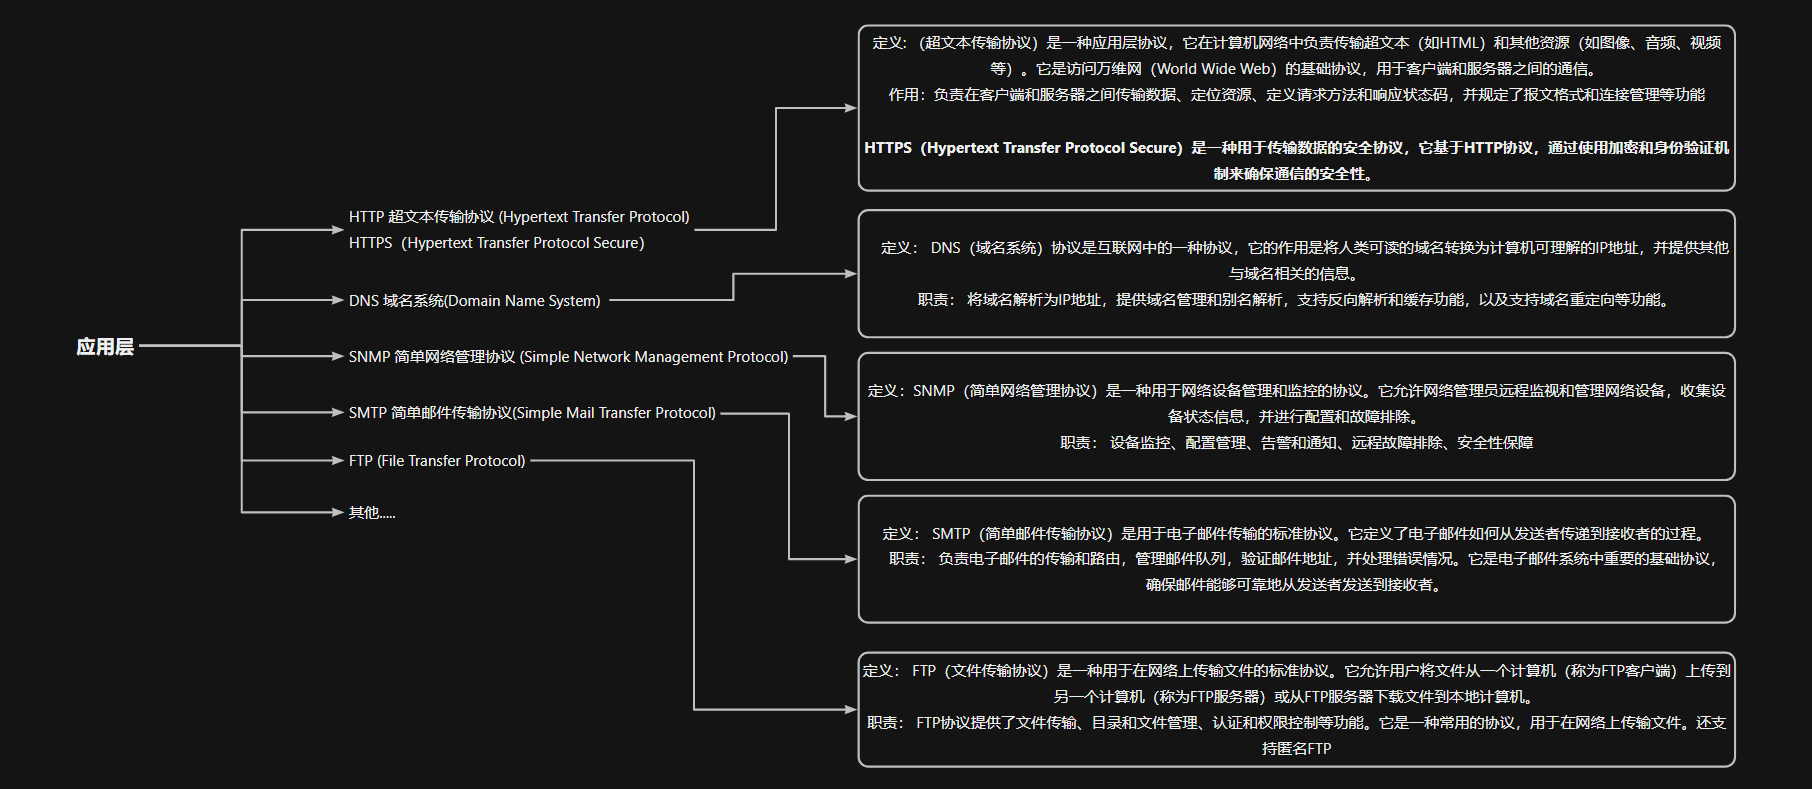 应用层
HTTP 超文本传输协议 (Hypertext Transfer Protocol)
HTTPS（Hypertext Transfer Protocol Secure）
DNS 域名系统(Domain Name System)
SNMP 简单网络管理协议 (Simple Network Management Protocol)
SMTP 简单邮件传输协议(Simple Mail Transfer Protocol)
FTP (File Transfer Protocol)
其他.....
定义：（超文本传输协议）是一种应用层协议，它在计算机网络中负责传输超文本（如HTML）和其他资源（如图像、音频、视频
等）。它是访问万维网（World Wide Web）的基础协议，用于客户端和服务器之间的通信。
作用：负责在客户端和服务器之间传输数据、定位资源、定义请求方法和响应状态码，并规定了报文格式和连接管理等功能
HTTPS（Hypertext Transfer Protocol Secure）是一种用于传输数据的安全协议，它基于HTTP协议，通过使用加密和身份验证机
制来确保通信的安全性。
定义： DNS（域名系统）协议是互联网中的一种协议，它的作用是将人类可读的域名转换为计算机可理解的IP地址，并提供其他
与域名相关的信息。
职责： 将域名解析为IP地址，提供域名管理和别名解析，支持反向解析和缓存功能，以及支持域名重定向等功能。
定义：SNMP（简单网络管理协议）是一种用于网络设备管理和监控的协议。它允许网络管理员远程监视和管理网络设备，收集设
备状态信息，并进行配置和故障排除。
职责： 设备监控、配置管理、告警和通知、远程故障排除、安全性保障
定义： SMTP（简单邮件传输协议）是用于电子邮件传输的标准协议。它定义了电子邮件如何从发送者传递到接收者的过程。
职责： 负责电子邮件的传输和路由，管理邮件队列，验证邮件地址，并处理错误情况。它是电子邮件系统中重要的基础协议，
确保邮件能够可靠地从发送者发送到接收者。
定义： FTP（文件传输协议）是一种用于在网络上传输文件的标准协议。它允许用户将文件从一个计算机（称为FTP客户端）上传到
另一个计算机（称为FTP服务器）或从FTP服务器下载文件到本地计算机。
职责： FTP协议提供了文件传输、目录和文件管理、认证和权限控制等功能。它是一种常用的协议，用于在网络上传输文件。还支
持匿名FTP